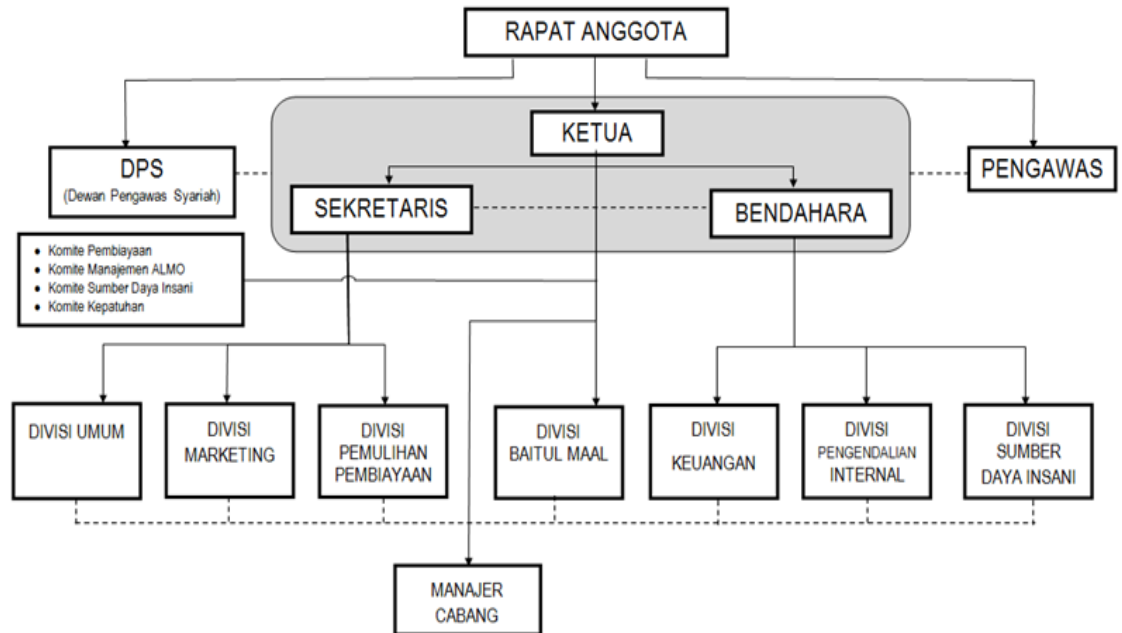 RAPAT ANGGOTA
KETUA
DPS
(Dewan Pengawas Syariah)
PENGAWAS
SEKRETARIS
BENDAHARA
• Komite Pembiayaan
• Komite Manajemen ALMO
• Komite Sumber Daya Insani
• Komite Kepatuhan
DIVISI UMUM
DIVISI
MARKETING
DIVISI
PEMULIHAN
PEMBIAYAAN
DIVISI
BAITUL MAAL
DIVISI
KEUANGAN
DIVISI
PENGENDALIAN
INTERNAL
DIVISI
SUMBER
DAYA INSANI
MANAJER
CABANG